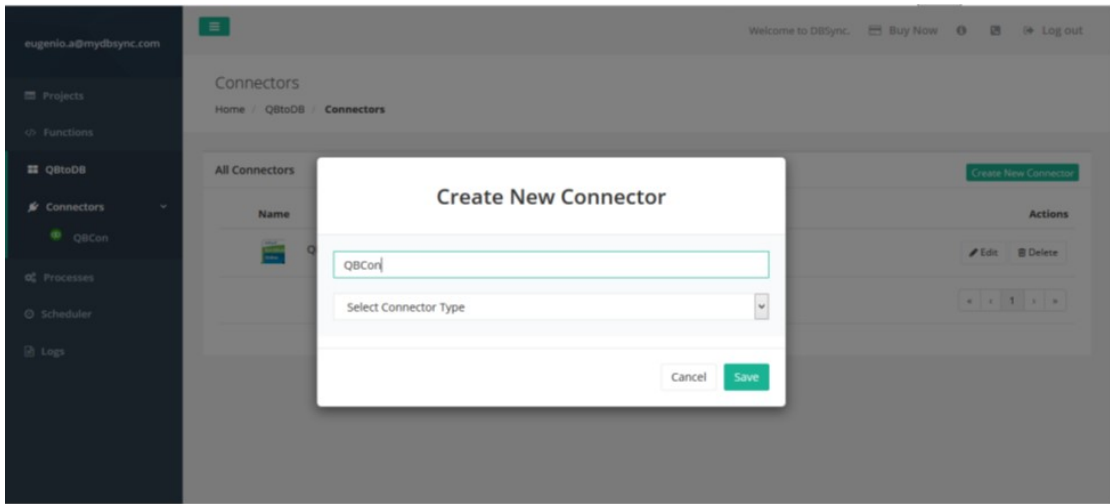 eugenio.a@mydbsync.com
Welcome to DBSync. Buy Now Log out
Projects
Functions
QBtoDB
Connectors
QBCon
Processes
Scheduler
Logs
Connectors
Home / QBtoDB / Connectors
All Connectors
Create New Connector
Name
Actions
Q
Edit Delete
« ‹ 1 › »
Create New Connector
QBCon
Select Connector Type
Cancel Save